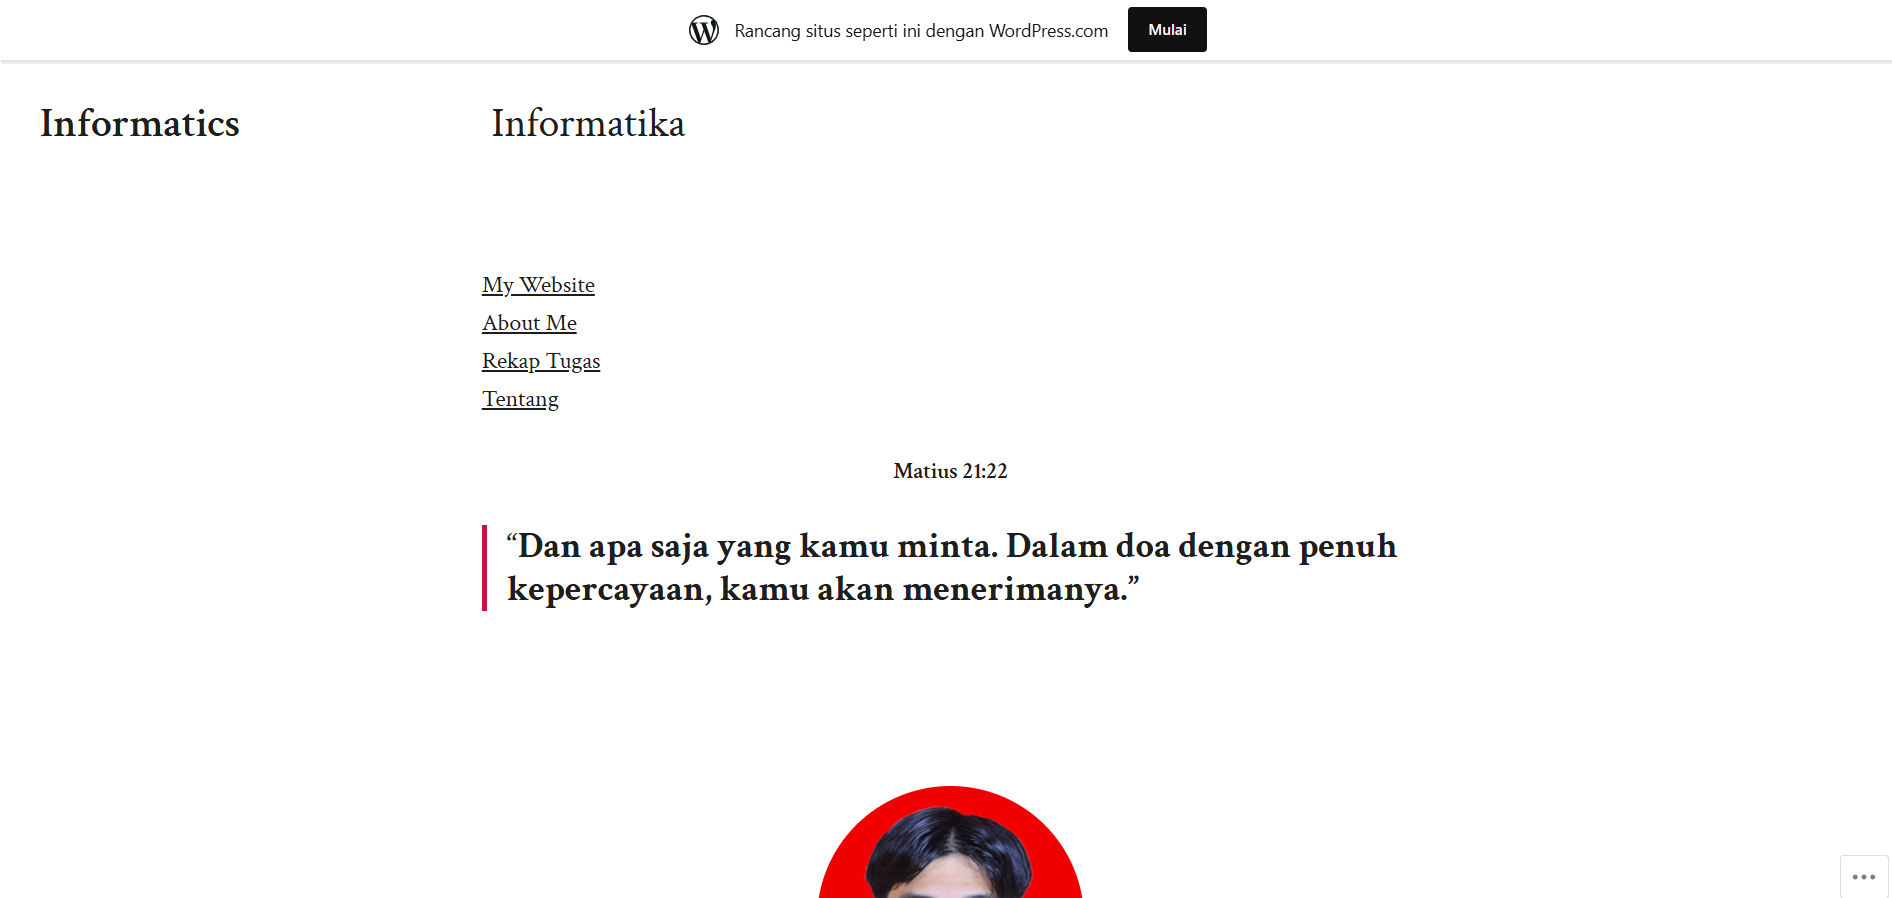 Rancang situs seperti ini dengan WordPress.com
Mulai
Informatics
Informatika
My Website
About Me
Rekap Tugas
Tentang
Matius 21:22
“Dan apa saja yang kamu minta. Dalam doa dengan penuh
kepercayaan, kamu akan menerimanya.”